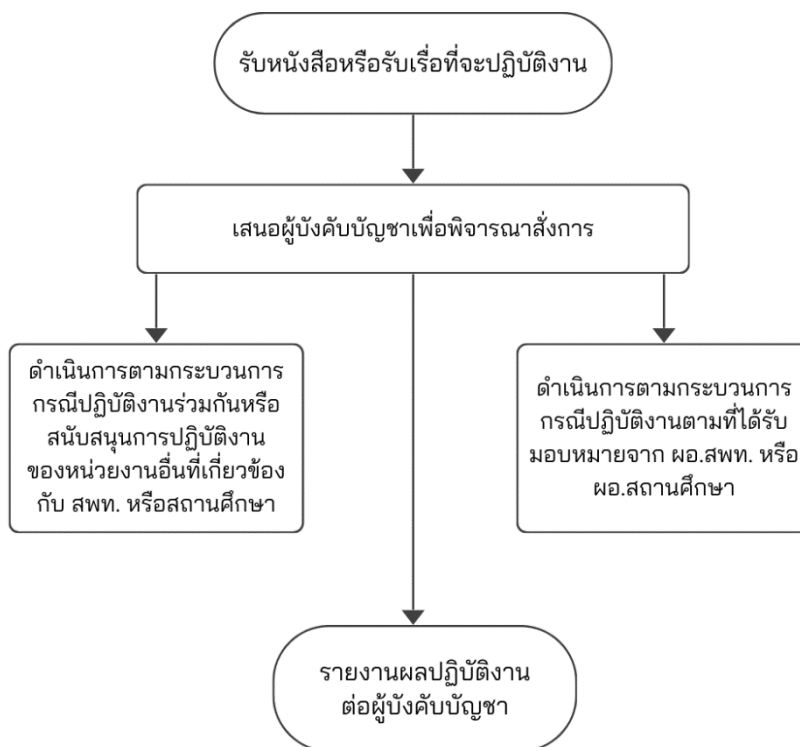 รับหนังสือหรือรับเรื่อที่จะปฏิบัติงาน
เสนอผู้บังคับบัญชาเพื่อพิจารณาสั่งการ
ดำเนินการตามกระบวนการ
กรณีปฏิบัติงานร่วมกันหรือ
สนับสนุนการปฏิบัติงาน
ของหน่วยงานอื่นที่เกี่ยวข้อง
กับ สพท. หรือสถานศึกษา
ดำเนินการตามกระบวนการ
กรณีปฏิบัติงานตามที่ได้รับ
มอบหมายจาก ผอ.สพท. หรือ
ผอ.สถานศึกษา
รายงานผลปฏิบัติงาน
ต่อผู้บังคับบัญชา